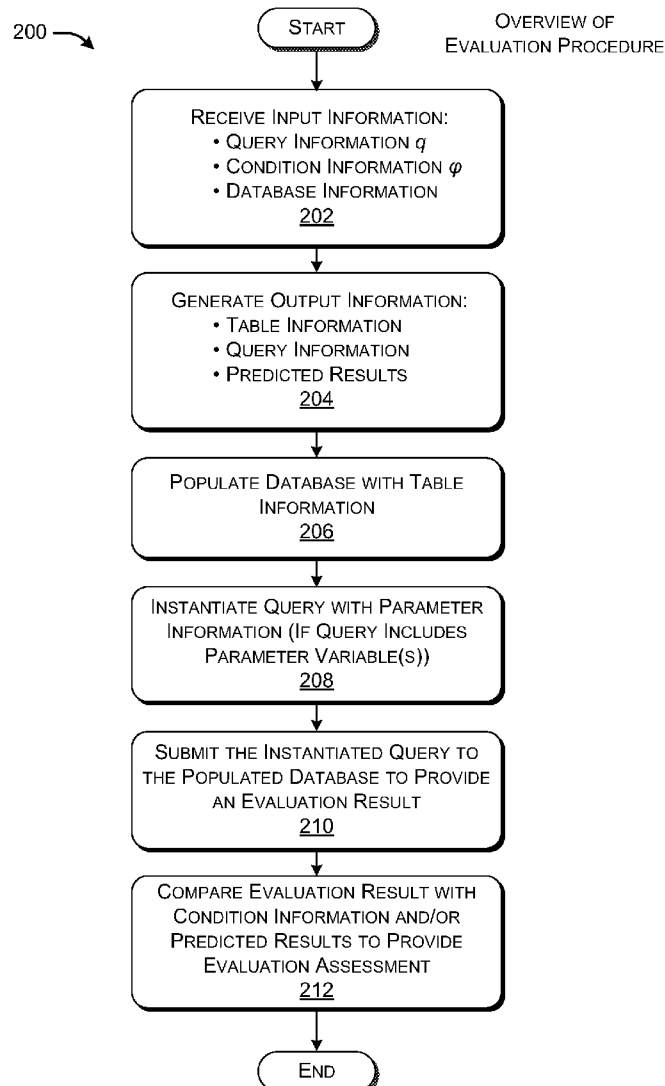 200
START
OVERVIEW OF
EVALUATION PROCEDURE
RECEIVE INPUT INFORMATION:
• QUERY INFORMATION q
• CONDITION INFORMATION φ
• DATABASE INFORMATION
202
GENERATE OUTPUT INFORMATION:
• TABLE INFORMATION
• QUERY INFORMATION
• PREDICTED RESULTS
204
POPULATE DATABASE WITH TABLE
INFORMATION
206
INSTANTIATE QUERY WITH PARAMETER
INFORMATION (IF QUERY INCLUDES
PARAMETER VARIABLE(S))
208
SUBMIT THE INSTANTIATED QUERY TO
THE POPULATED DATABASE TO PROVIDE
AN EVALUATION RESULT
210
COMPARE EVALUATION RESULT WITH
CONDITION INFORMATION AND/OR
PREDICTED RESULTS TO PROVIDE
EVALUATION ASSESSMENT
212
END